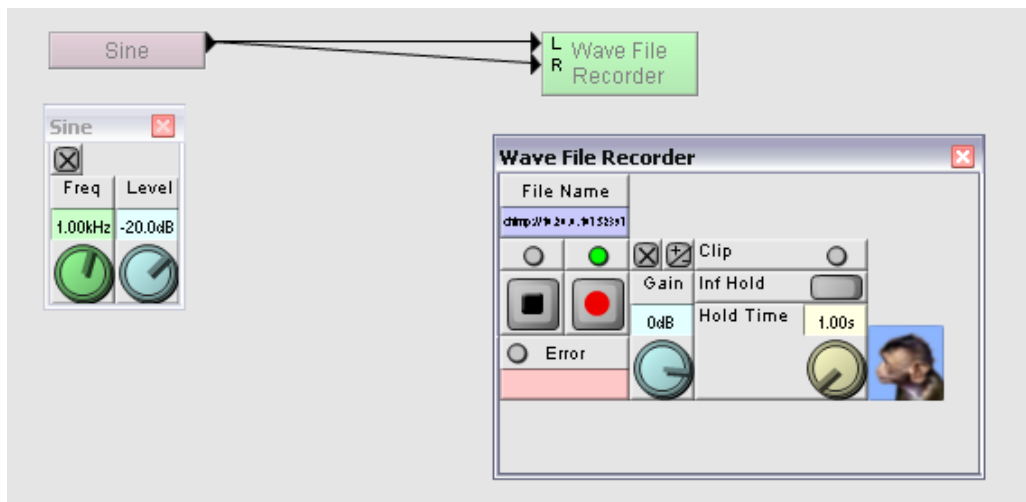 Sine
L
R
Wave File
Recorder
Sine
Freq Level
1.00kHz -20.0dB
Wave File Recorder
File Name
Clip
Gain Inf Hold
0dB Hold Time 1.00s
Error